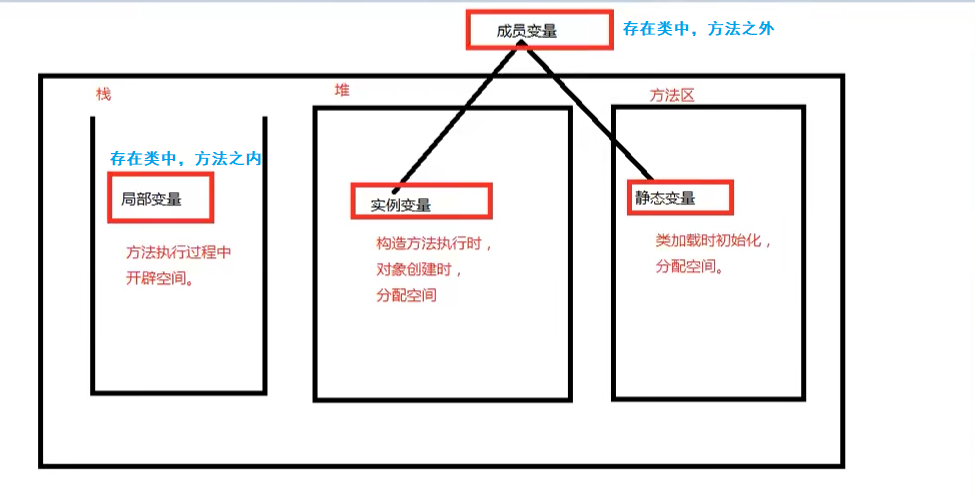 成员变量
存在类中，方法之外
栈
堆
方法区
存在类中，方法之内
局部变量
方法执行过程中
开辟空间。
实例变量
构造方法执行时，
对象创建时，
分配空间
静态变量
类加载时初始化，
分配空间。